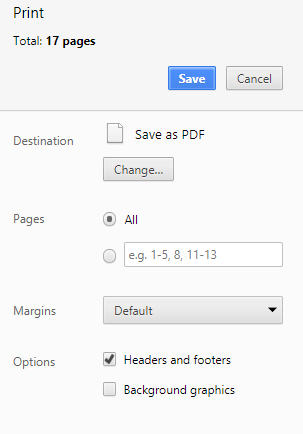 Print
Total: 17 pages
Save
Cancel
Destination
Save as PDF
Change...
Pages
All
e.g. 1-5, 8, 11-13
Margins
Default
Options
Headers and footers
Background graphics